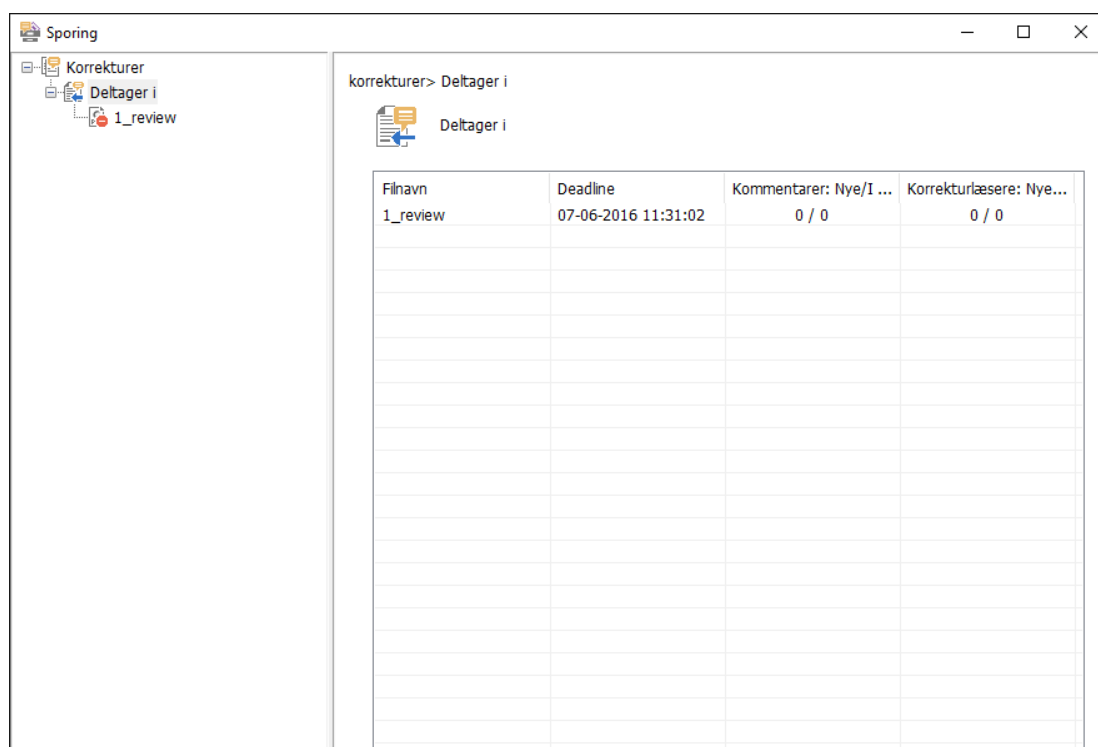 Sporing
Korrekturer
Deltager i
1_review
korrekturer> Deltager i
Deltager i
Filnavn Deadline Kommentarer: Nye/I ... Korrekturlæsere: Nye...
1_review 07-06-2016 11:31:02 0 / 0 0 / 0